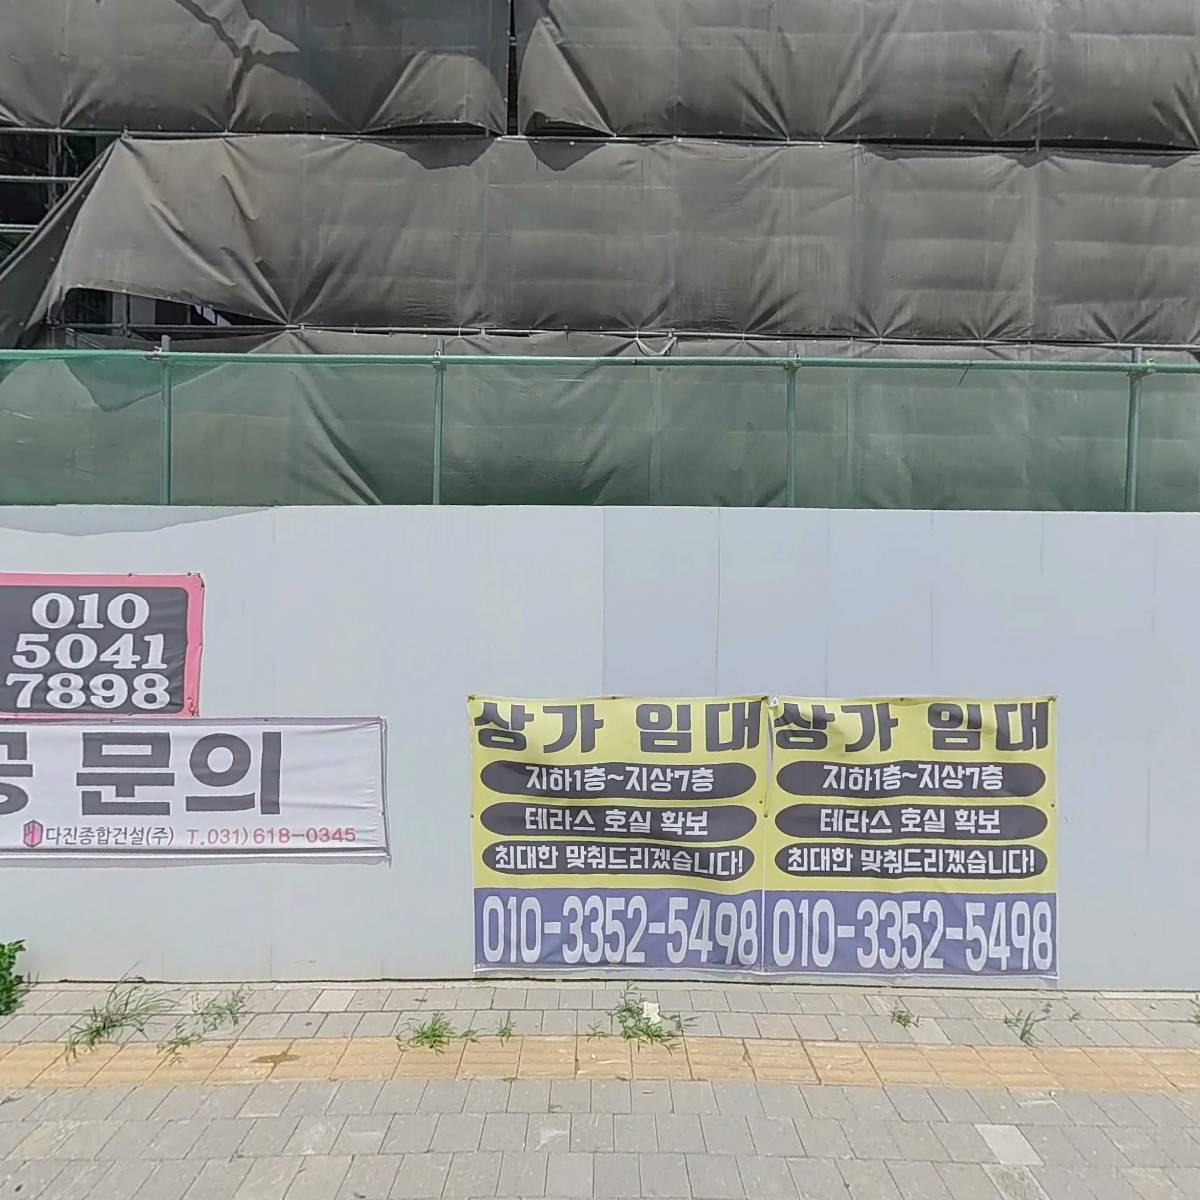 010
5041
7898
공 문의
다진종합건설(주) T.031)618-0345
상가 임대
지하1층~지상7층
테라스 호실 확보
최대한 맞춰드리겠습니다!
010-3352-5498
상가 임대
지하1층~지상7층
테라스 호실 확보
최대한 맞춰드리겠습니다!
010-3352-5498